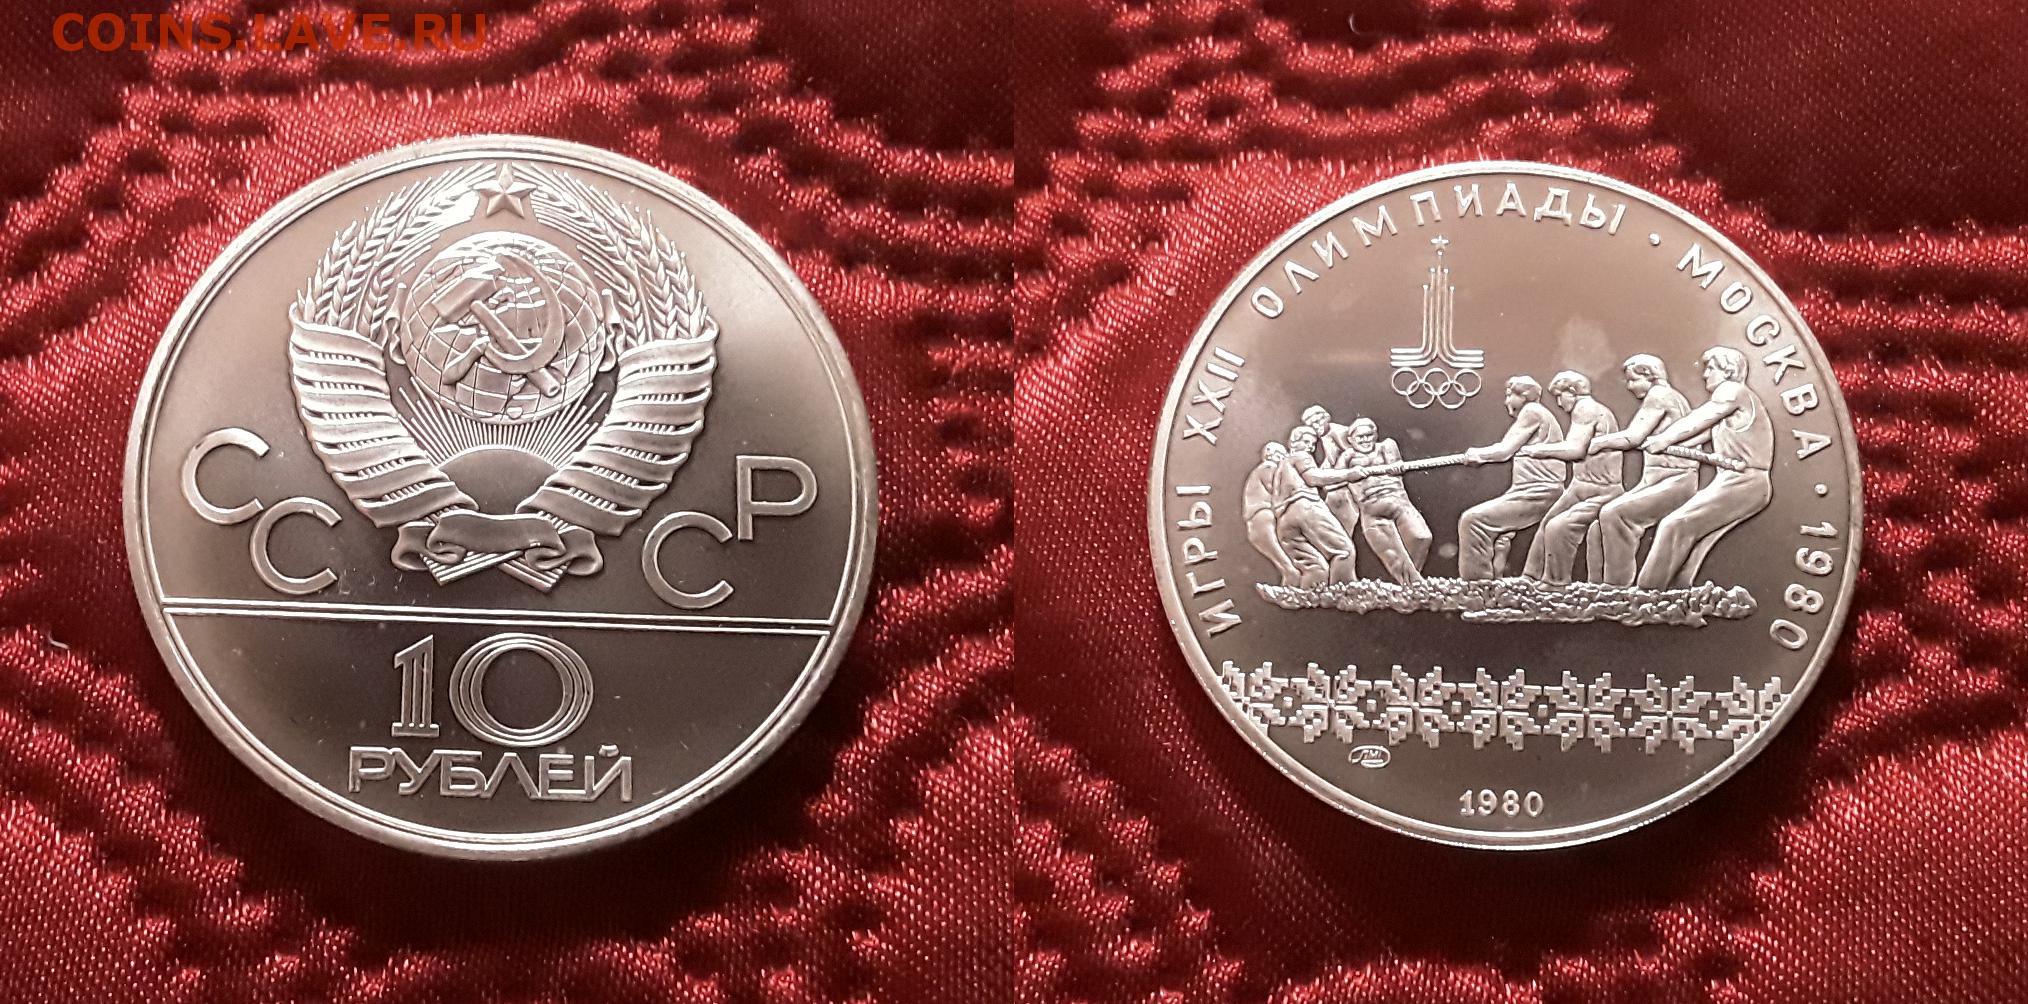 COINS.LAVE.RU
СССР
10
РУБЛЕЙ
ИГРЫ XXII ОЛИМПИАДЫ · МОСКВА · 1980
ЛМД
1980